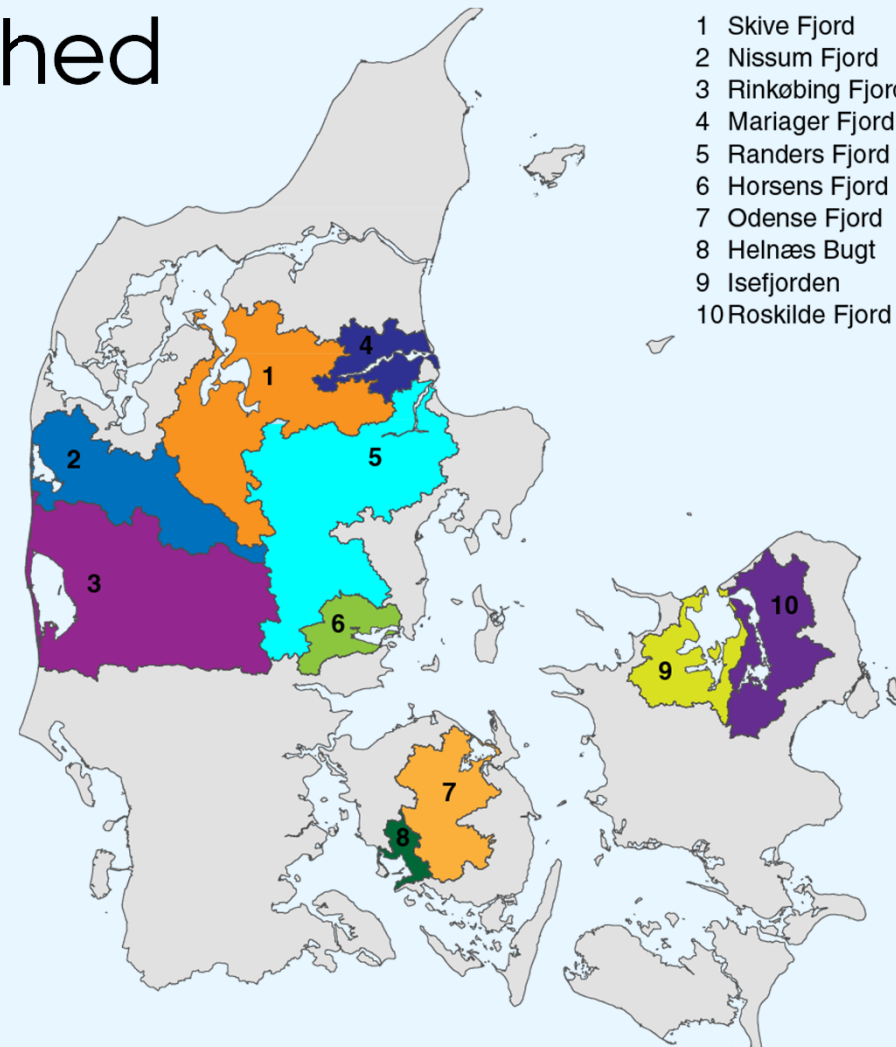 hed
1 Skive Fjord
2 Nissum Fjord
3 Rinkøbing Fjord
4 Mariager Fjord
5 Randers Fjord
6 Horsens Fjord
7 Odense Fjord
8 Helnæs Bugt
9 Isefjorden
10 Roskilde Fjord
4
1
5
2
3
10
6
9
7
8